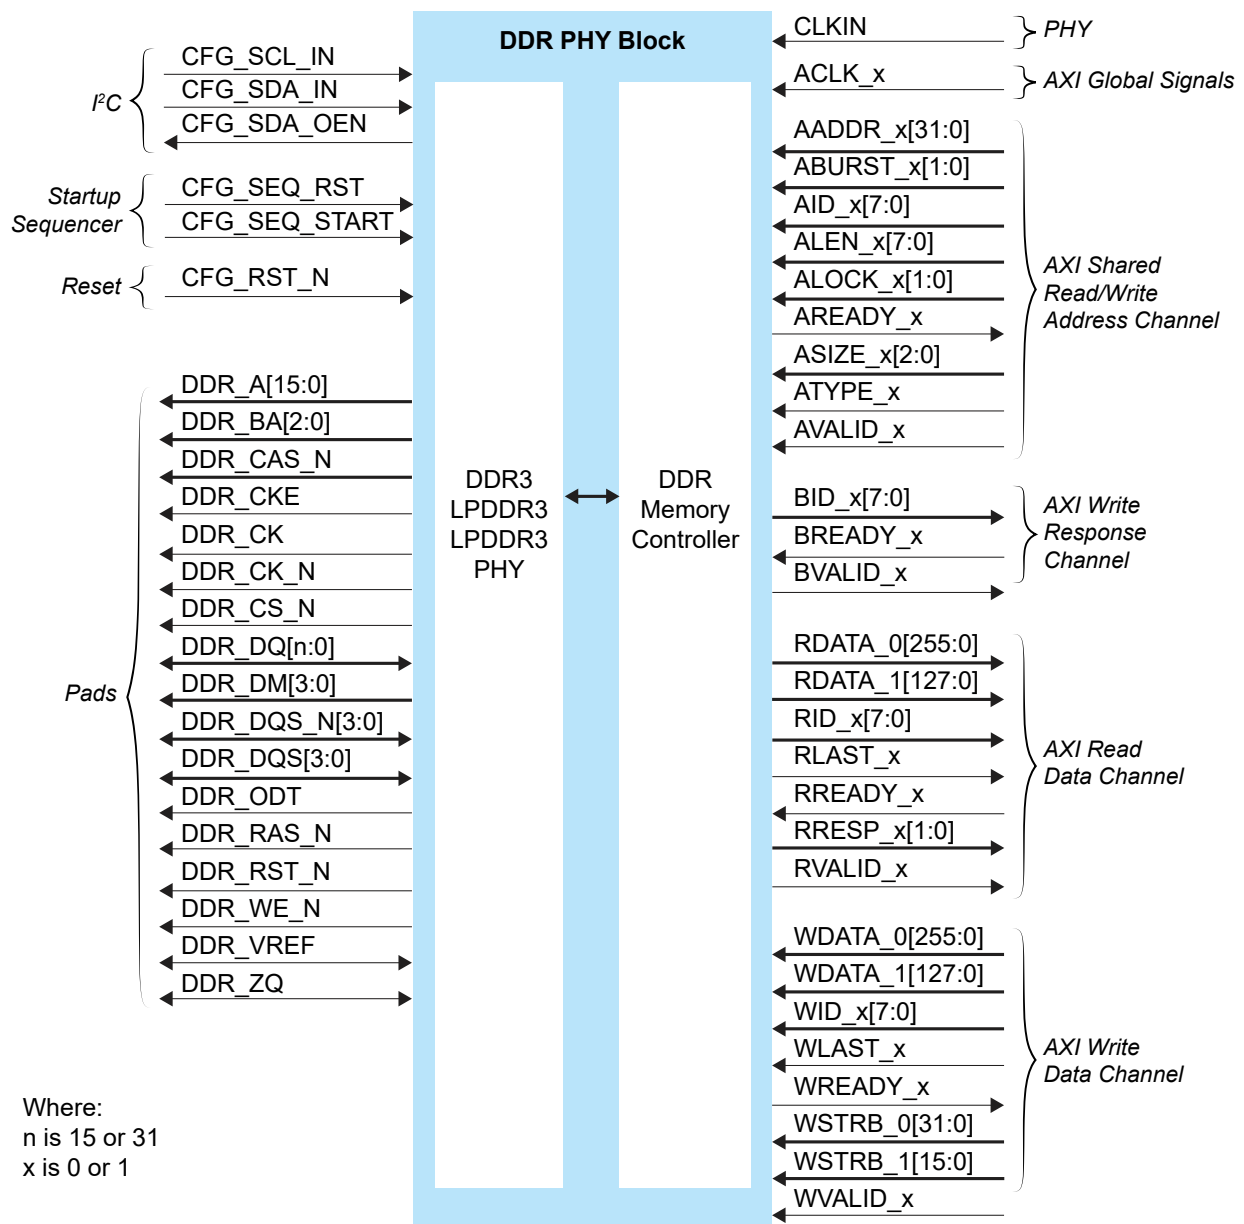 DDR PHY Block
I²C
CFG_SCL_IN
CFG_SDA_IN
CFG_SDA_OEN
Startup
Sequencer
CFG_SEQ_RST
CFG_SEQ_START
Reset
CFG_RST_N
Pads
DDR_A[15:0]
DDR_BA[2:0]
DDR_CAS_N
DDR_CKE
DDR_CK
DDR_CK_N
DDR_CS_N
DDR_DQ[n:0]
DDR_DM[3:0]
DDR_DQS_N[3:0]
DDR_DQS[3:0]
DDR_ODT
DDR_RAS_N
DDR_RST_N
DDR_WE_N
DDR_VREF
DDR_ZQ
DDR3
LPDDR3
LPDDR3
PHY
DDR
Memory
Controller
CLKIN
PHY
ACLK_x
AXI Global Signals
AADDR_x[31:0]
ABURST_x[1:0]
AID_x[7:0]
ALEN_x[7:0]
ALOCK_x[1:0]
AREADY_x
ASIZE_x[2:0]
ATYPE_x
AVALID_x
AXI Shared
Read/Write
Address Channel
BID_x[7:0]
BREADY_x
BVALID_x
AXI Write
Response
Channel
RDATA_0[255:0]
RDATA_1[127:0]
RID_x[7:0]
RLAST_x
RREADY_x
RRESP_x[1:0]
RVALID_x
AXI Read
Data Channel
WDATA_0[255:0]
WDATA_1[127:0]
WID_x[7:0]
WLAST_x
WREADY_x
WSTRB_0[31:0]
WSTRB_1[15:0]
WVALID_x
AXI Write
Data Channel
Where:
n is 15 or 31
x is 0 or 1